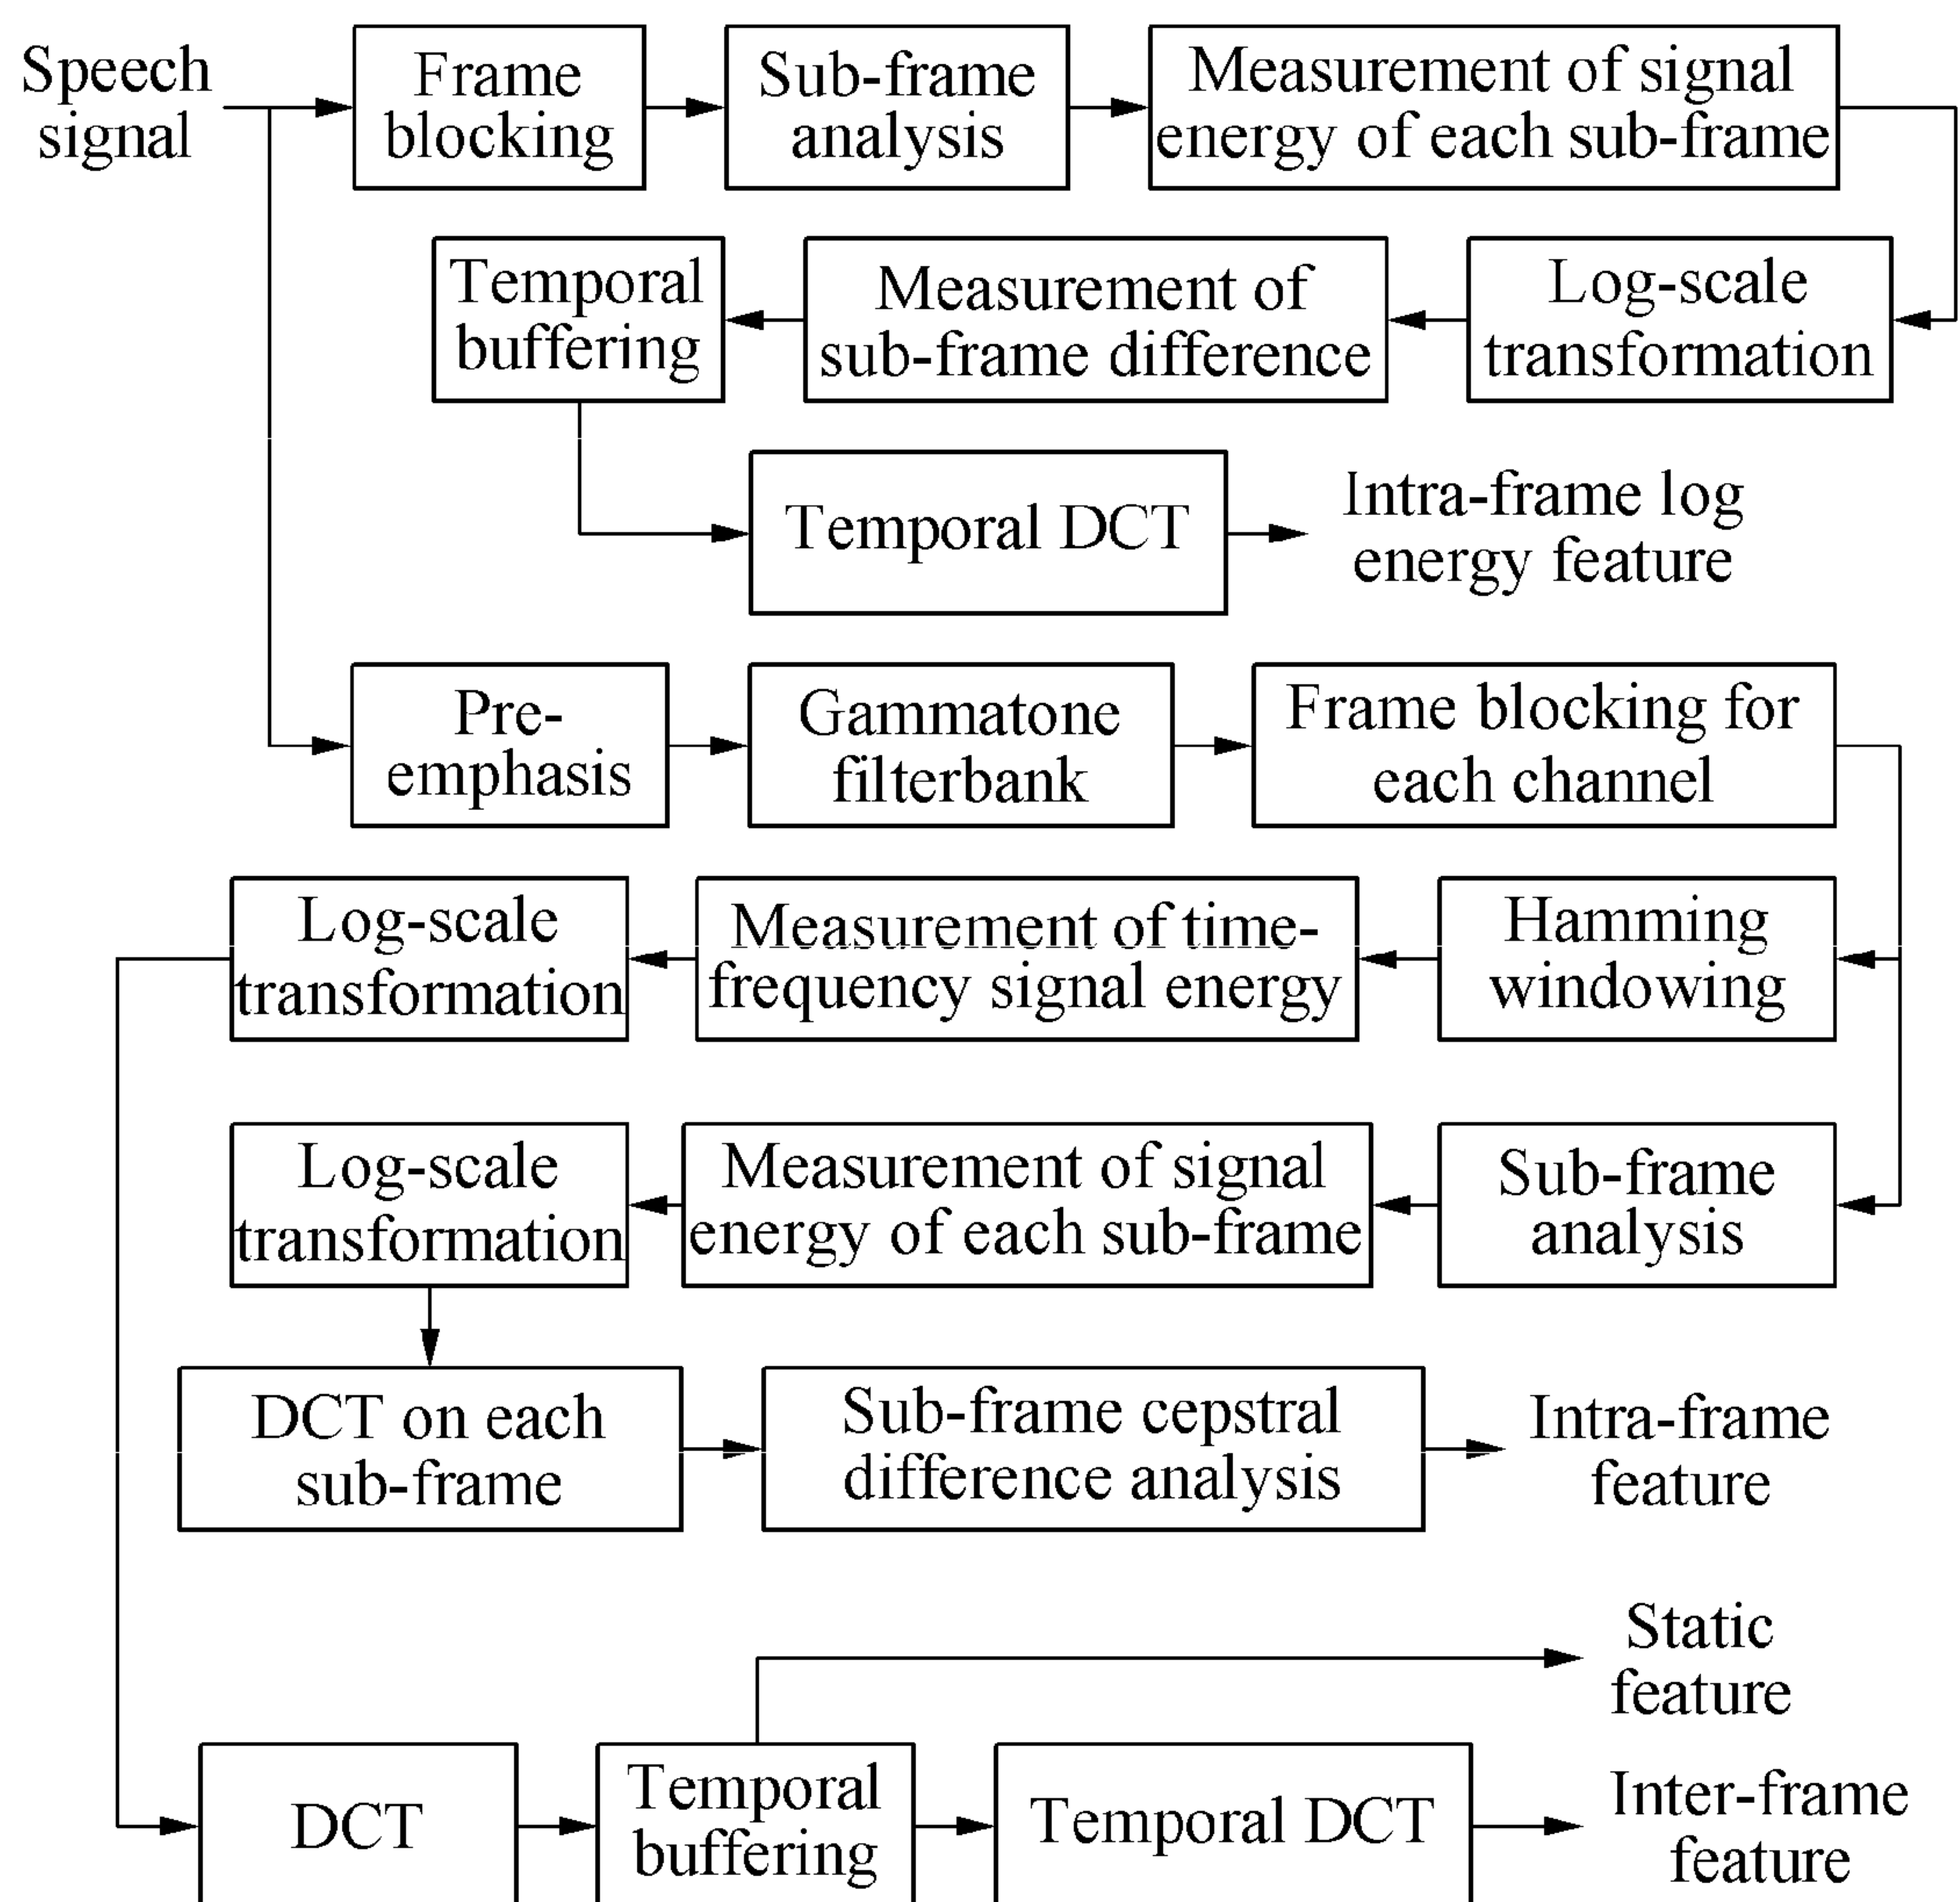 Speech
signal
Frame
blocking
Sub-frame
analysis
Measurement of signal
energy of each sub-frame
Temporal
buffering
Measurement of
sub-frame difference
Log-scale
transformation
Temporal DCT
Intra-frame log
energy feature
Pre-
emphasis
Gammatone
filterbank
Frame blocking for
each channel
Log-scale
transformation
Measurement of time-
frequency signal energy
Hamming
windowing
Log-scale
transformation
Measurement of signal
energy of each sub-frame
Sub-frame
analysis
DCT on each
sub-frame
Sub-frame cepstral
difference analysis
Intra-frame
feature
Static
feature
DCT
Temporal
buffering
Temporal DCT
Inter-frame
feature